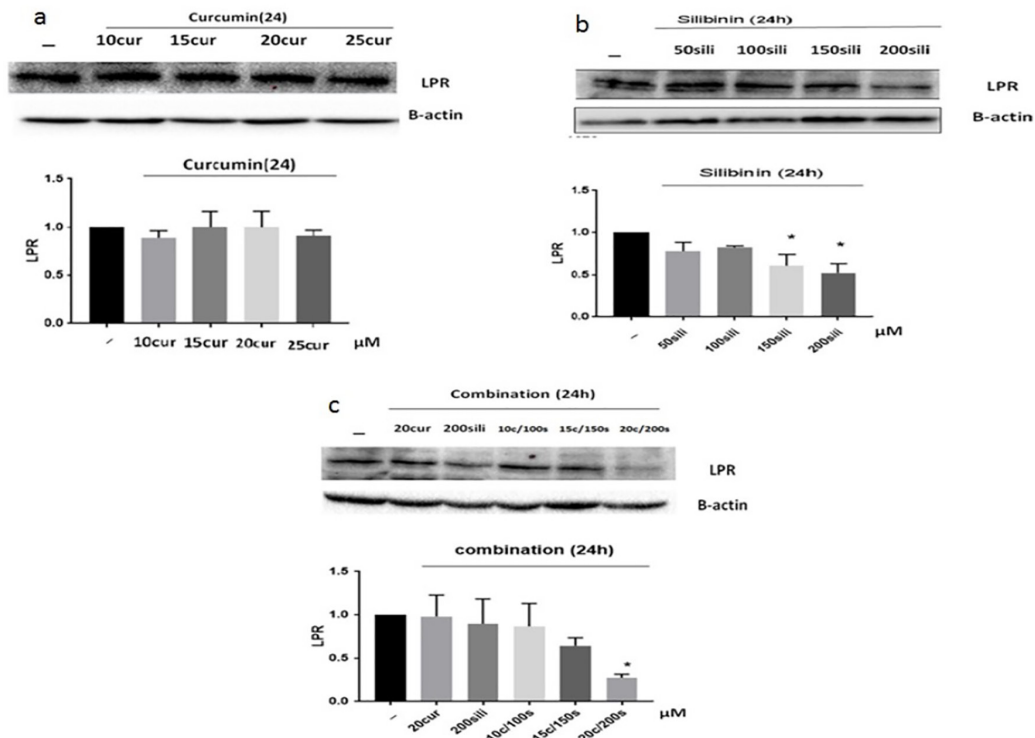 a
Curcumin(24)
– 10cur 15cur 20cur 25cur
LPR
B-actin
Curcumin(24)
1.5
1.0
0.5
0.0
LPR
– 10cur 15cur 20cur 25cur µM
b
Silibinin (24h)
– 50sili 100sili 150sili 200sili
LPR
B-actin
Silibinin (24h)
1.5
1.0
0.5
0.0
LPR
* *
– 50sili 100sili 150sili 200sili µM
c
Combination (24h)
– 20cur 200sili 10c/100s 15c/150s 20c/200s
LPR
B-actin
combination (24h)
1.5
1.0
0.5
0.0
LPR
*
– 20cur 200sili 10c/100s 15c/150s 20c/200s µM